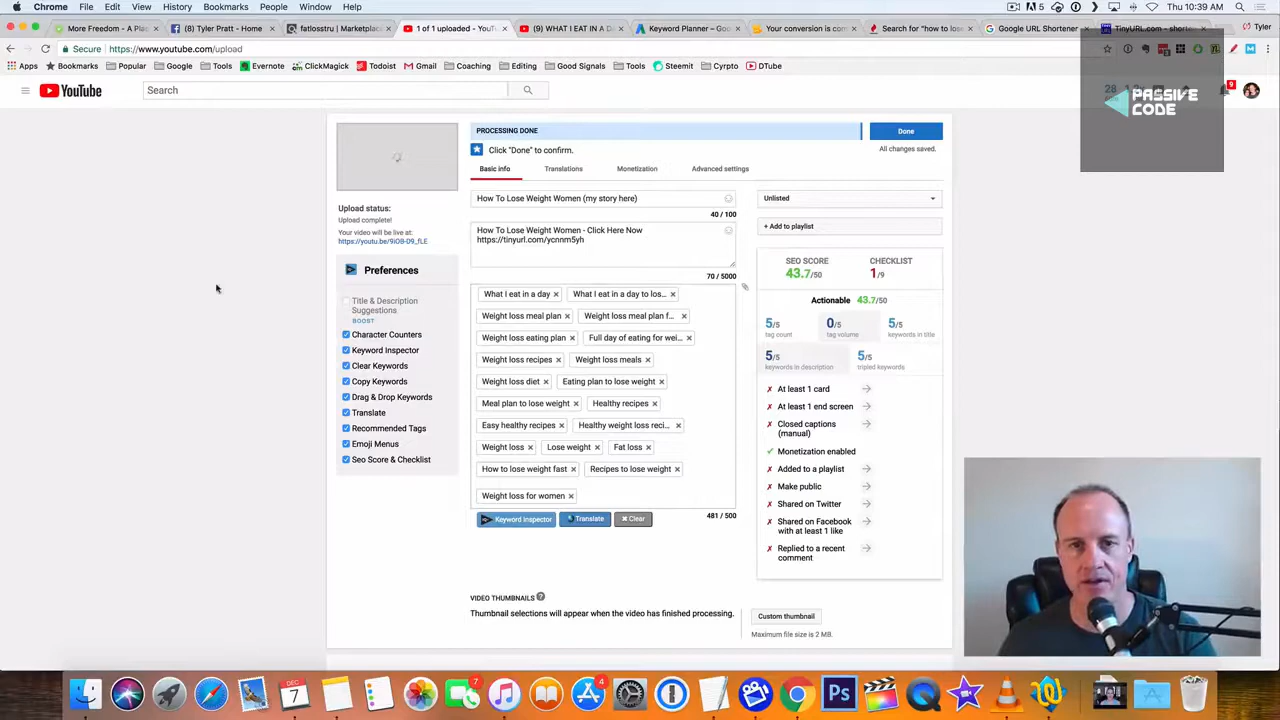 Chrome File Edit View History Bookmarks People Window Help
Thu 10:39 AM
More Freedom - A Plac
(8) Tyler Pratt - Home
fatlosstru | Marketplac
1 of 1 uploaded - YouT
(9) WHAT I EAT IN A D
Keyword Planner – Goo
Your conversion is com
Search for "how to lose
Google URL Shortener
TinyURL.com - shorte
Tyler
Secure https://www.youtube.com/upload
Apps Bookmarks Popular Google Tools Evernote ClickMagick Todoist Gmail Coaching Editing Good Signals Tools Steemit Cyrpto DTube
YouTube
Search
9
PASSIVE
CODE
PROCESSING DONE
Done
Click "Done" to confirm.
All changes saved.
Basic info Translations Monetization Advanced settings
Upload status:
Upload complete!
Your video will be live at:
https://youtu.be/9iOB-D9_fLE
Preferences
Title & Description
Suggestions
BOOST
Character Counters
Keyword Inspector
Clear Keywords
Copy Keywords
Drag & Drop Keywords
Translate
Recommended Tags
Emoji Menus
Seo Score & Checklist
How To Lose Weight Women (my story here)
40 / 100
How To Lose Weight Women - Click Here Now
https://tinyurl.com/ycnnm5yh
70 / 5000
What I eat in a day × What I eat in a day to los... ×
Weight loss meal plan × Weight loss meal plan f... ×
Weight loss eating plan × Full day of eating for wei... ×
Weight loss recipes × Weight loss meals ×
Weight loss diet × Eating plan to lose weight ×
Meal plan to lose weight × Healthy recipes ×
Easy healthy recipes × Healthy weight loss reci... ×
Weight loss × Lose weight × Fat loss ×
How to lose weight fast × Recipes to lose weight ×
Weight loss for women ×
Keyword Inspector Translate Clear
481 / 500
VIDEO THUMBNAILS ?
Thumbnail selections will appear when the video has finished processing.
Custom thumbnail
Maximum file size is 2 MB.
Unlisted
+ Add to playlist
SEO SCORE CHECKLIST
43.7/50 1/9
Actionable 43.7/50
5/5 0/5 5/5
tag count tag volume keywords in title
5/5 5/5
keywords in description tripled keywords
✗ At least 1 card
✗ At least 1 end screen
✗ Closed captions
(manual)
✓ Monetization enabled
✗ Added to a playlist
✗ Make public
✗ Shared on Twitter
✗ Shared on Facebook
with at least 1 like
✗ Replied to a recent
comment
DEC
7
7
4
Ps